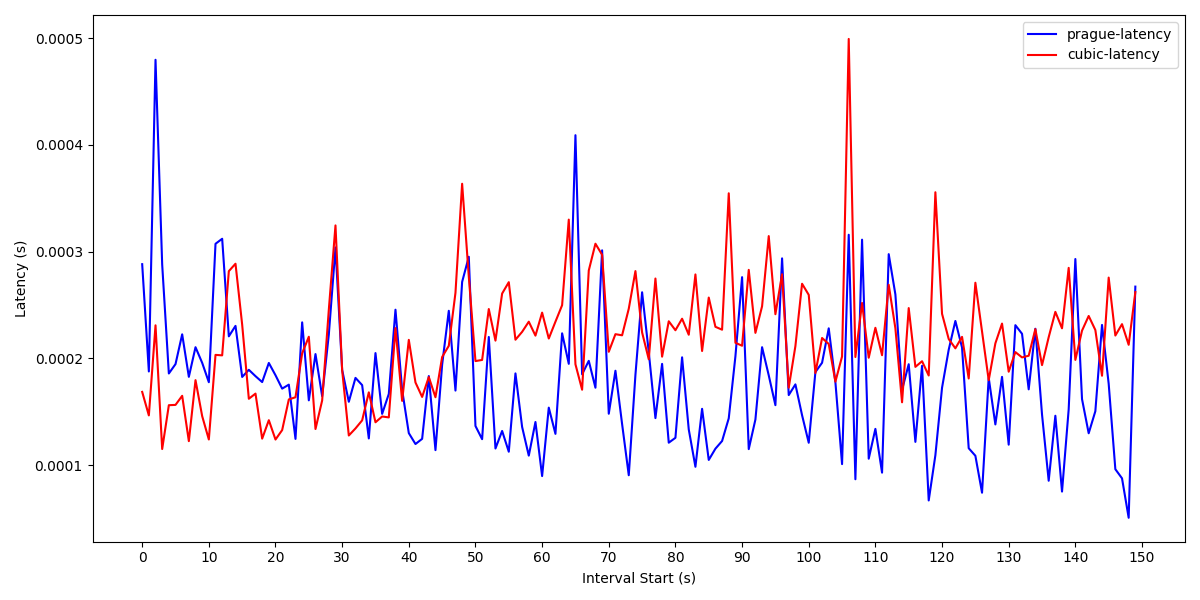 prague-latency
cubic-latency
0.0005
0.0004
0.0003
0.0002
0.0001
Latency (s)
0 10 20 30 40 50 60 70 80 90 100 110 120 130 140 150
Interval Start (s)